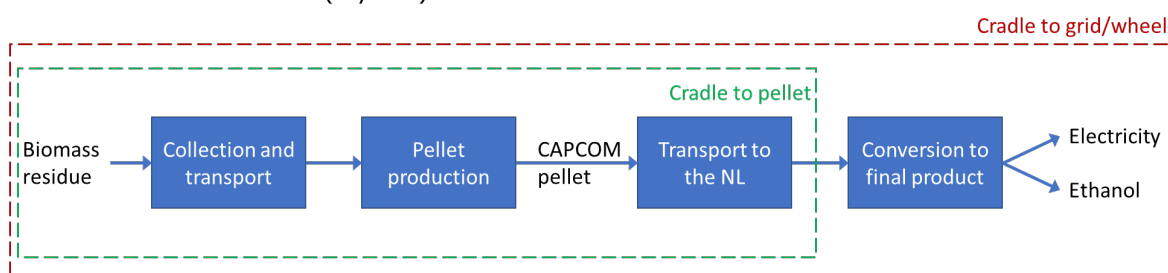 Cradle to grid/wheel
Cradle to pellet
Biomass
residue
Collection and
transport
Pellet
production
CAPCOM
pellet
Transport to
the NL
Conversion to
final product
Electricity
Ethanol